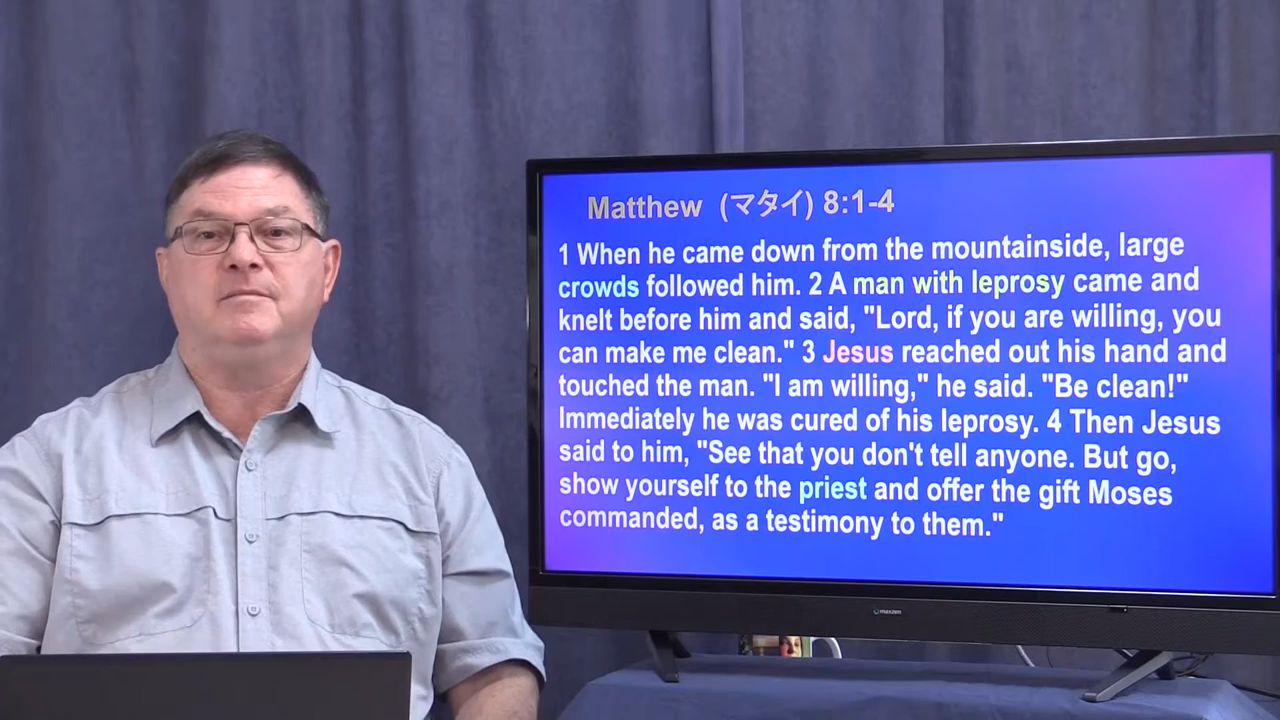 Matthew (マタイ) 8:1-4
1 When he came down from the mountainside, large
crowds followed him. 2 A man with leprosy came and
knelt before him and said, "Lord, if you are willing, you
can make me clean." 3 Jesus reached out his hand and
touched the man. "I am willing," he said. "Be clean!"
Immediately he was cured of his leprosy. 4 Then Jesus
said to him, "See that you don't tell anyone. But go,
show yourself to the priest and offer the gift Moses
commanded, as a testimony to them."
maxzen